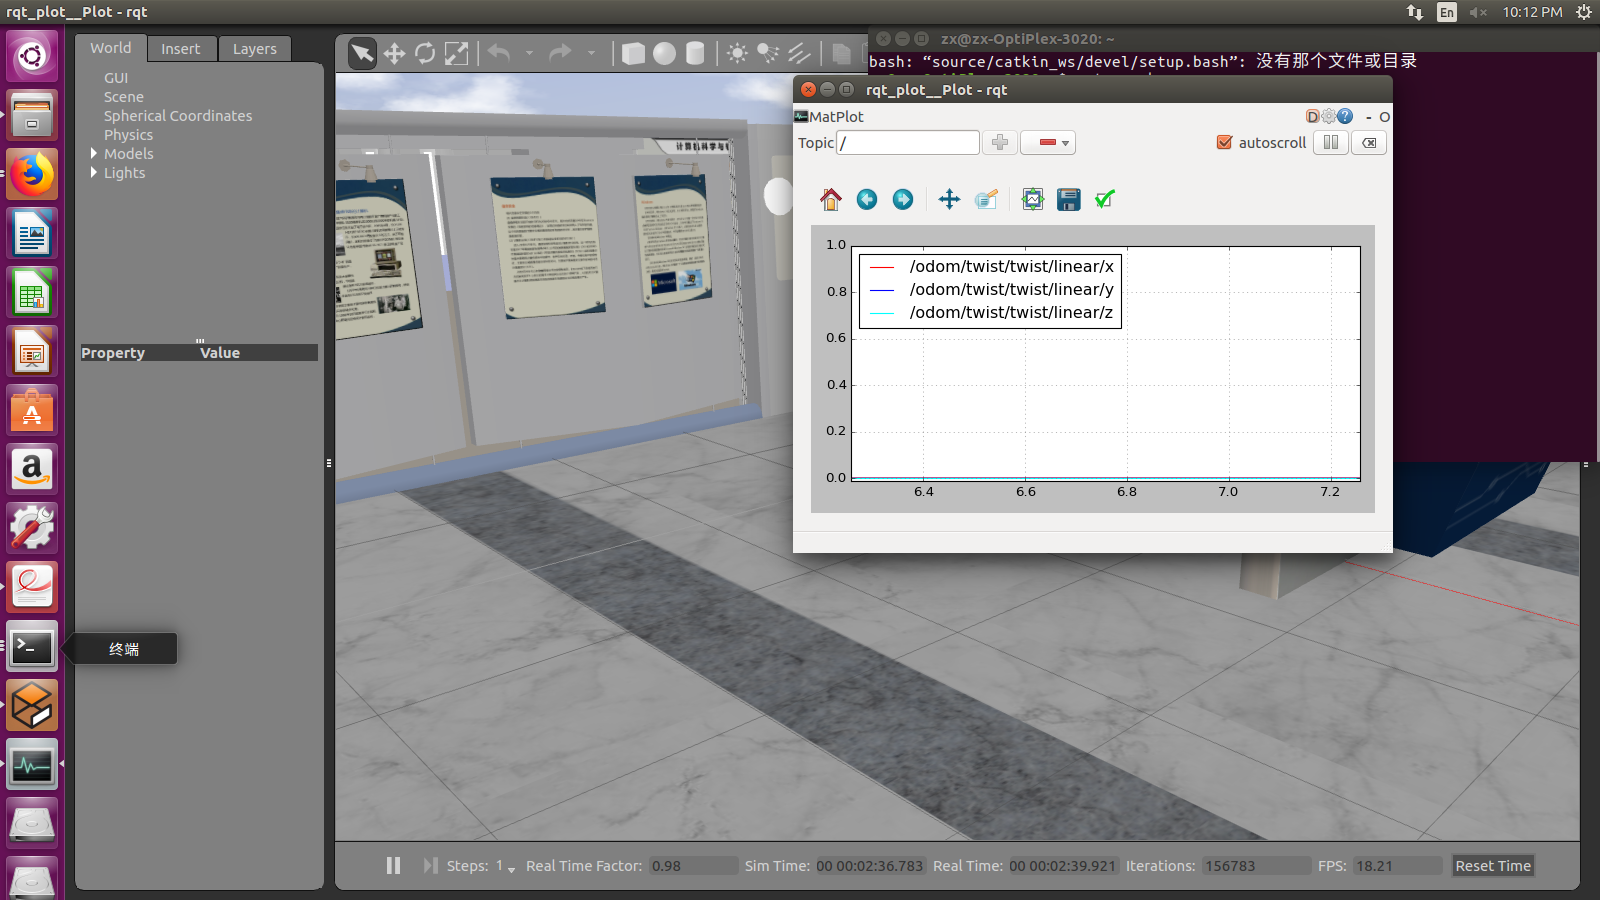 rqt_plot__Plot - rqt
En
10:12 PM
World
Insert
Layers
GUI
Scene
Spherical Coordinates
Physics
Models
Lights
Property
Value
终端
zx@zx-OptiPlex-3020: ~
bash: “source/catkin_ws/devel/setup.bash”: 没有那个文件或目录
rqt_plot__Plot - rqt
MatPlot
D
- O
Topic
/
autoscroll
1.0
0.8
0.6
0.4
0.2
0.0
/odom/twist/twist/linear/x
/odom/twist/twist/linear/y
/odom/twist/twist/linear/z
6.4
6.6
6.8
7.0
7.2
Steps: 1
Real Time Factor: 0.98
Sim Time: 00 00:02:36.783
Real Time: 00 00:02:39.921
Iterations: 156783
FPS: 18.21
Reset Time